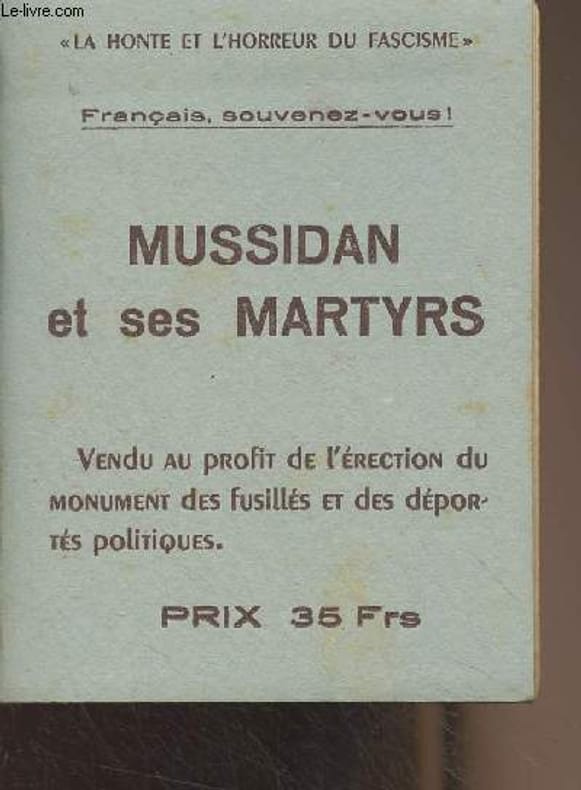 Le-livre.com
« LA HONTE ET L'HORREUR DU FASCISME »
Français, souvenez-vous !
MUSSIDAN
et ses MARTYRS
VENDU AU PROFIT DE L'ÉRECTION DU
MONUMENT DES FUSILLÉS ET DES DÉPOR-
TÉS POLITIQUES.
PRIX 35 Frs